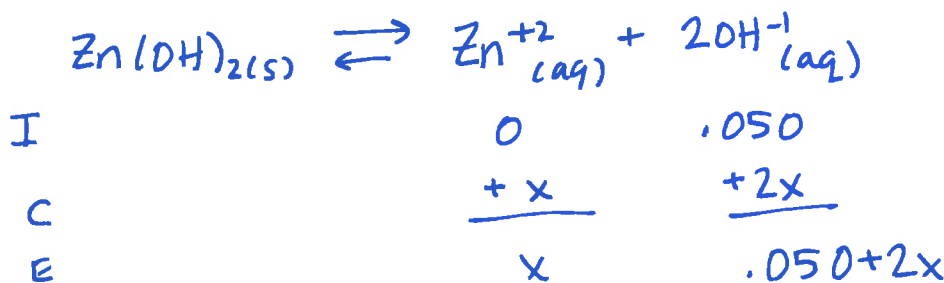 Zn(OH)₂(s) ⇌ Zn⁺²(aq) + 2OH⁻¹(aq)
I 0 .050
C +x +2x
E x .050+2x